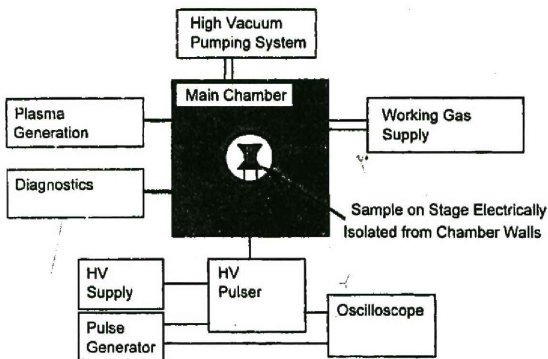 High Vacuum
Pumping System
Main Chamber
Plasma
Generation
Working Gas
Supply
Diagnostics
Sample on Stage Electrically
Isolated from Chamber Walls
HV
Supply
HV
Pulser
Pulse
Generator
Oscilloscope